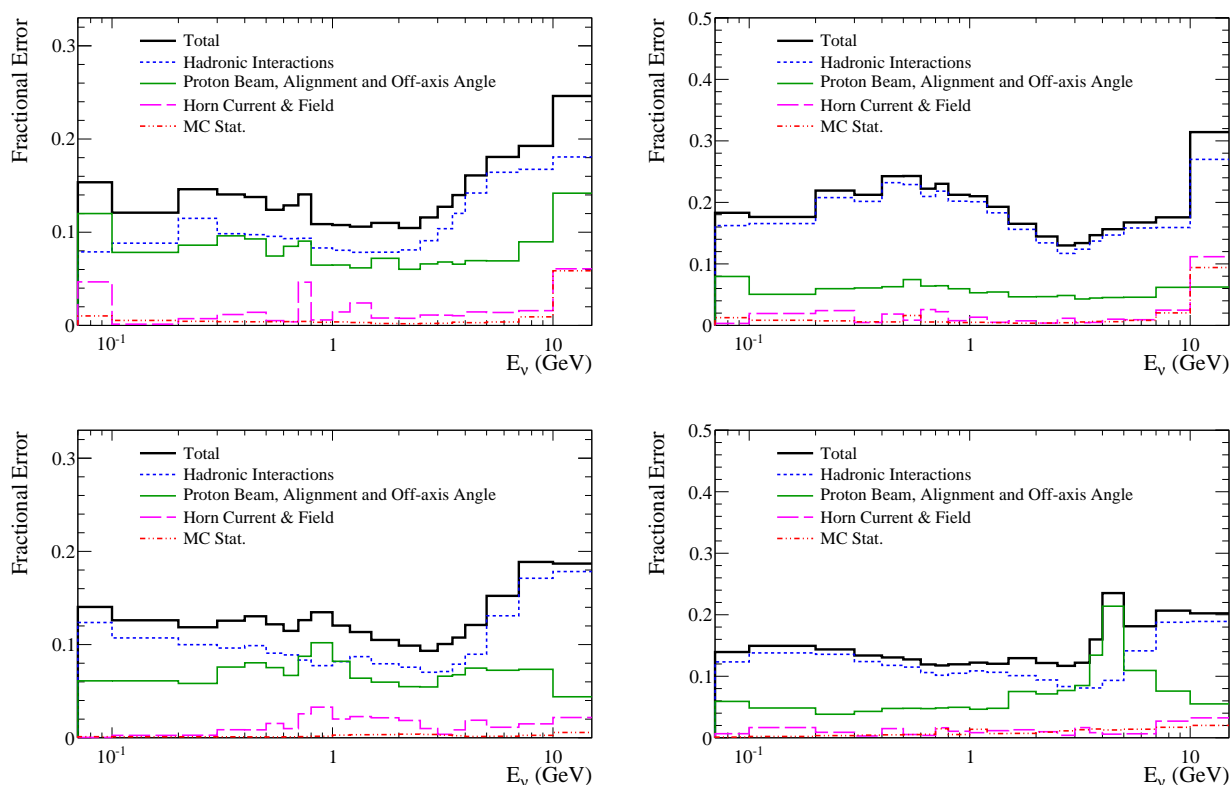 Fractional Error
0.3
0.2
0.1
0
Total
Hadronic Interactions
Proton Beam, Alignment and Off-axis Angle
Horn Current & Field
MC Stat.
10⁻¹ 1 10
Eν (GeV)
Fractional Error
0.5
0.4
0.3
0.2
0.1
0
Total
Hadronic Interactions
Proton Beam, Alignment and Off-axis Angle
Horn Current & Field
MC Stat.
10⁻¹ 1 10
Eν (GeV)
Fractional Error
0.3
0.2
0.1
0
Total
Hadronic Interactions
Proton Beam, Alignment and Off-axis Angle
Horn Current & Field
MC Stat.
10⁻¹ 1 10
Eν (GeV)
Fractional Error
0.5
0.4
0.3
0.2
0.1
0
Total
Hadronic Interactions
Proton Beam, Alignment and Off-axis Angle
Horn Current & Field
MC Stat.
10⁻¹ 1 10
Eν (GeV)